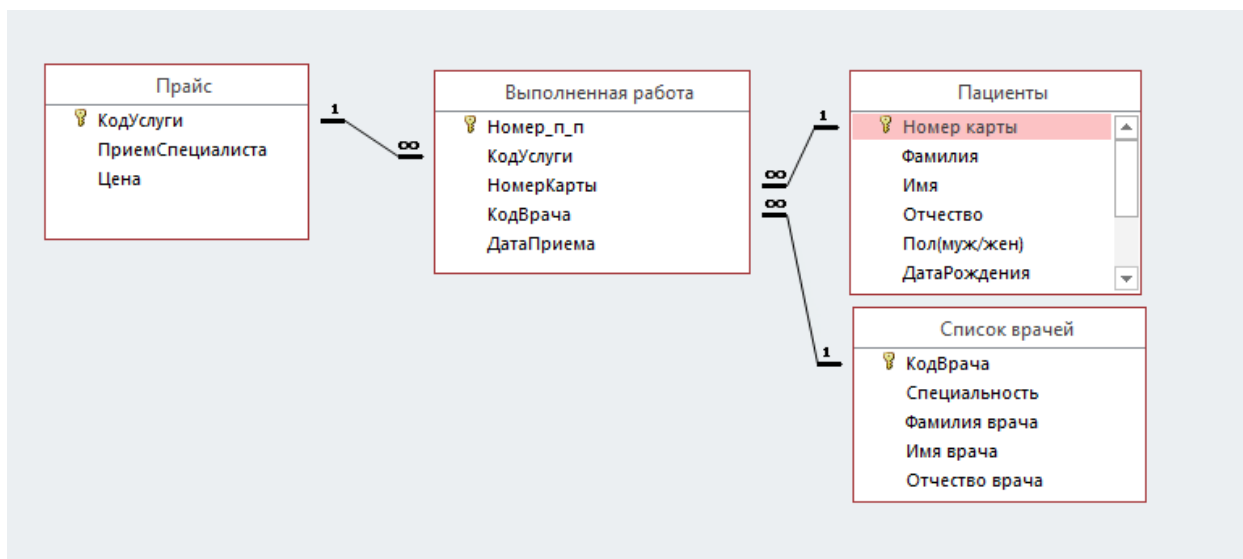 Прайс
КодУслуги
ПриемСпециалиста
Цена
1
∞
Выполненная работа
Номер_п_п
КодУслуги
НомерКарты
КодВрача
ДатаПриема
1
∞
∞
1
Пациенты
Номер карты
Фамилия
Имя
Отчество
Пол(муж/жен)
ДатаРождения
Список врачей
КодВрача
Специальность
Фамилия врача
Имя врача
Отчество врача